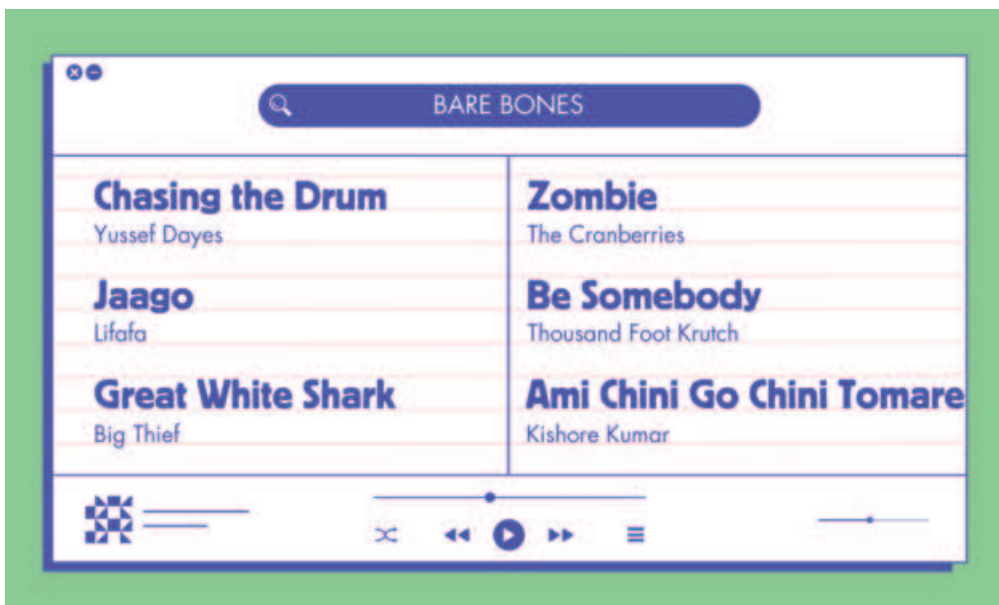 BARE BONES
Chasing the Drum
Yussef Dayes
Jaago
Lifafa
Great White Shark
Big Thief
Zombie
The Cranberries
Be Somebody
Thousand Foot Krutch
Ami Chini Go Chini Tomare
Kishore Kumar